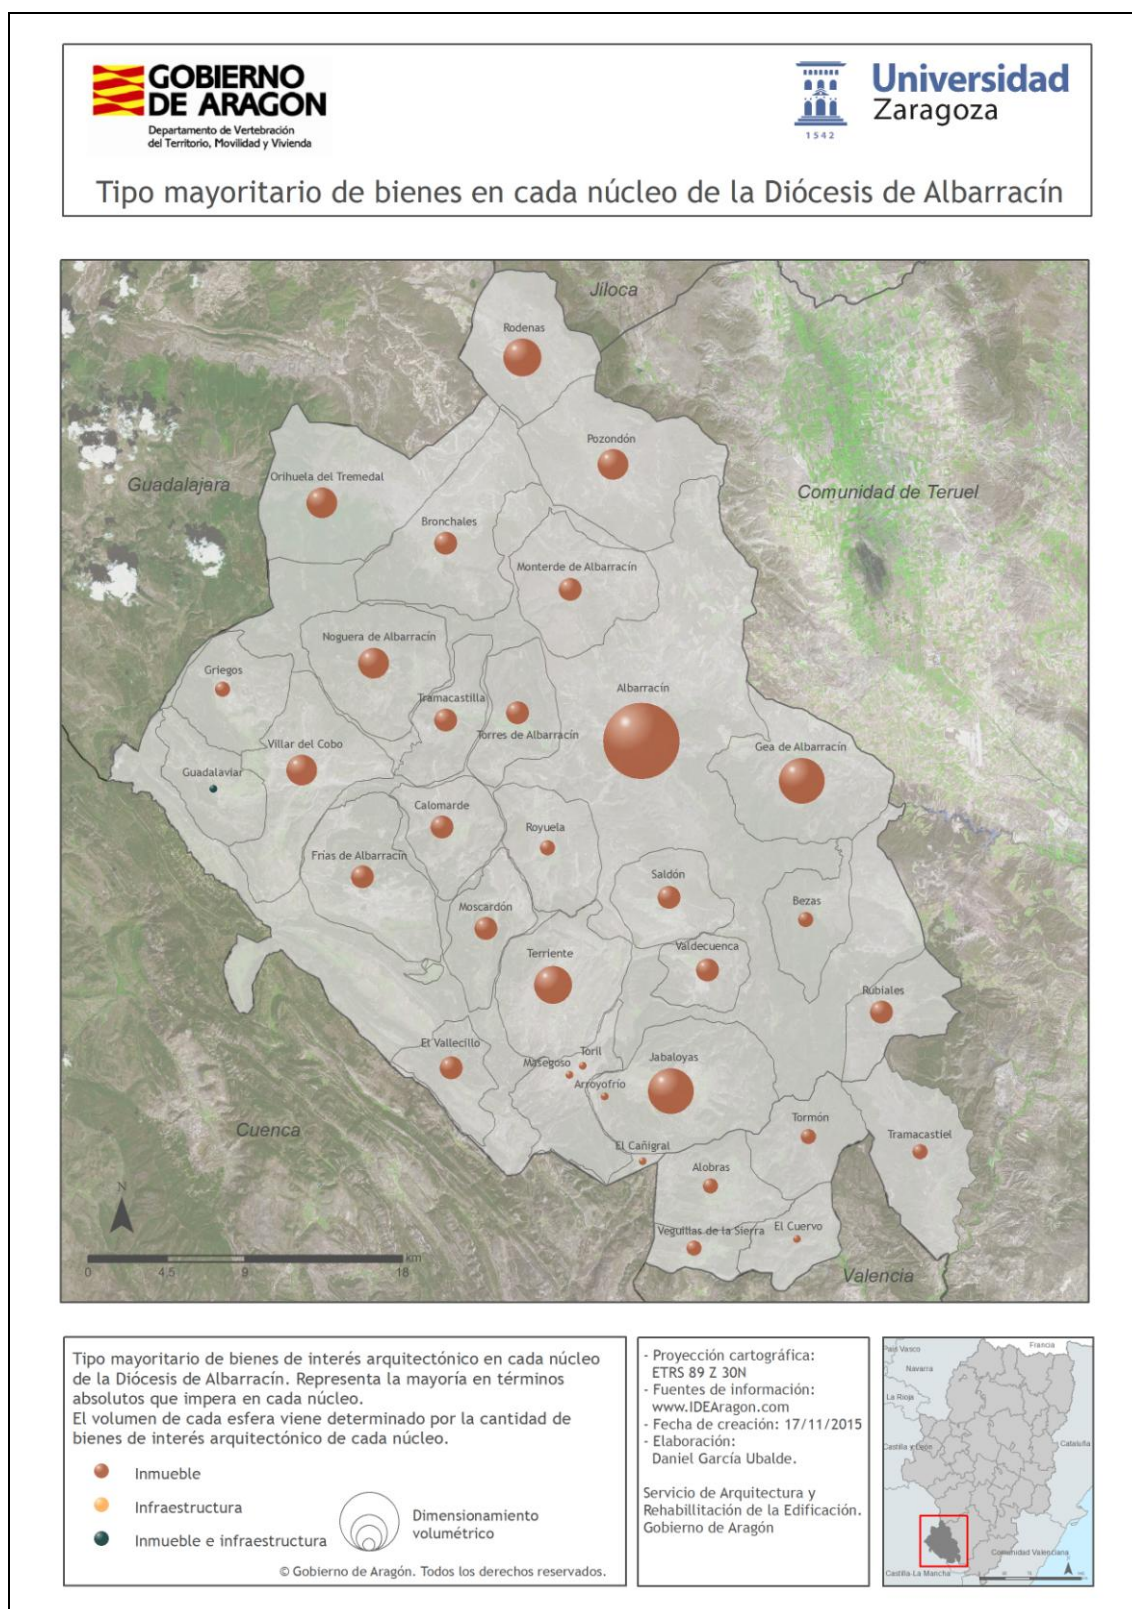 GOBIERNO
DE ARAGON
Departamento de Vertebración
del Territorio, Movilidad y Vivienda
1542
Universidad
Zaragoza
Tipo mayoritario de bienes en cada núcleo de la Diócesis de Albarracín
Jiloca
Rodenas
Pozondón
Orihuela del Tremedal
Guadalajara
Comunidad de Teruel
Bronchales
Monterde de Albarracín
Noguera de Albarracín
Griegos
Tramacastilla
Albarracín
Torres de Albarracín
Villar del Cobo
Gea de Albarracín
Guadalaviar
Calomarde
Royuela
Frías de Albarracín
Saldón
Bezas
Moscardón
Valdecuenca
Terriente
Rubiales
El Vallecillo
Toril
Masegoso
Jabaloyas
Arroyofrío
Tormón
Cuenca
Tramacastiel
El Cañigral
Alobras
N
Veguillas de la Sierra
El Cuervo
km
0 4,5 9 18
Valencia
Tipo mayoritario de bienes de interés arquitectónico en cada núcleo
de la Diócesis de Albarracín. Representa la mayoría en términos
absolutos que impera en cada núcleo.
El volumen de cada esfera viene determinado por la cantidad de
bienes de interés arquitectónico de cada núcleo.
Inmueble
Infraestructura
Inmueble e infraestructura
Dimensionamiento
volumétrico
© Gobierno de Aragón. Todos los derechos reservados.
- Proyección cartográfica:
ETRS 89 Z 30N
- Fuentes de información:
www.IDEAragon.com
- Fecha de creación: 17/11/2015
- Elaboración:
Daniel García Ubalde.
Servicio de Arquitectura y
Rehabillitación de la Edificación.
Gobierno de Aragón
País Vasco
Francia
Navarra
La Rioja
Castilla y León
Cataluña
Comunidad Valenciana
Castilla-La Mancha